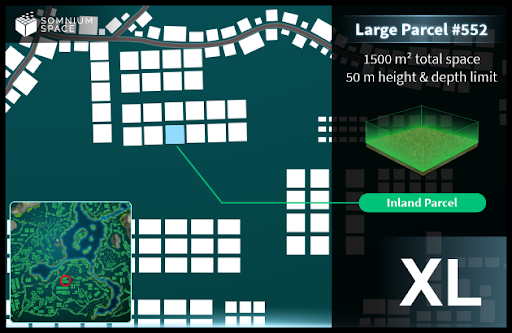 SOMNIUM
SPACE
Large Parcel #552
1500 m² total space
50 m height & depth limit
Inland Parcel
XL